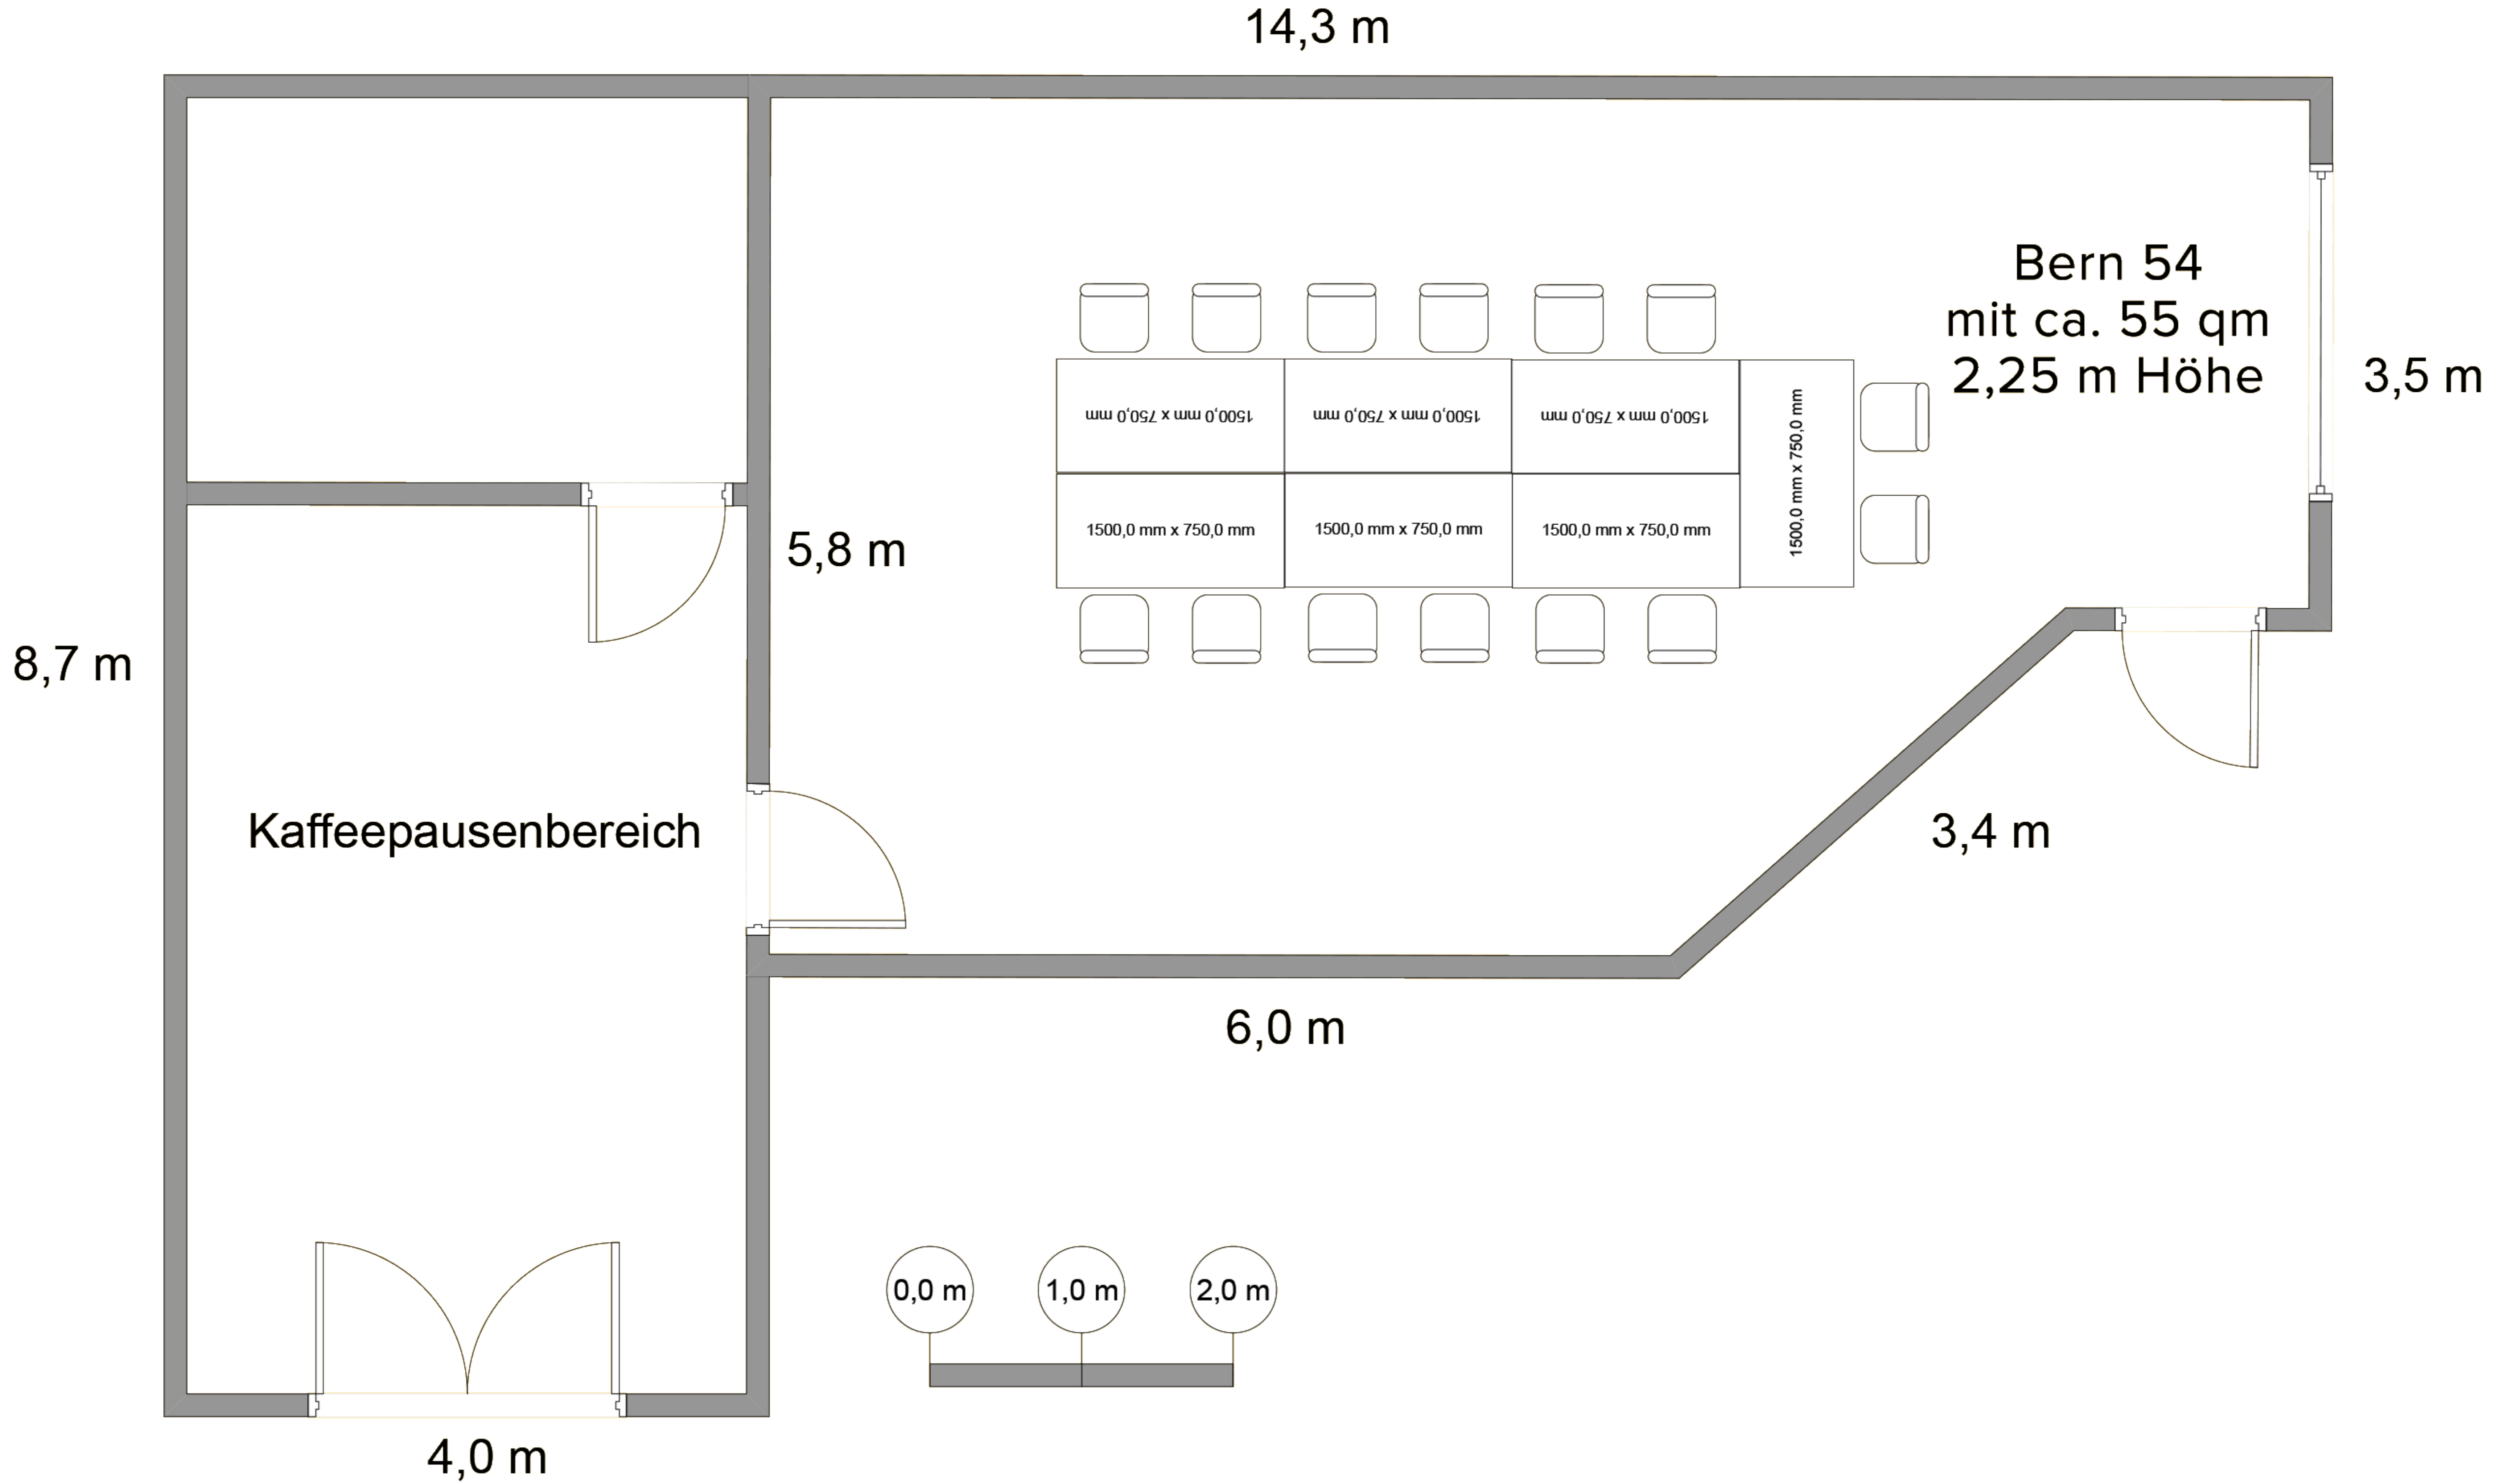 14,3 m
Bern 54
mit ca. 55 qm
2,25 m Höhe
3,5 m
1500,0 mm x 750,0 mm
1500,0 mm x 750,0 mm
1500,0 mm x 750,0 mm
1500,0 mm x 750,0 mm
1500,0 mm x 750,0 mm
1500,0 mm x 750,0 mm
1500,0 mm x 750,0 mm
5,8 m
8,7 m
Kaffeepausenbereich
3,4 m
6,0 m
0,0 m
1,0 m
2,0 m
4,0 m